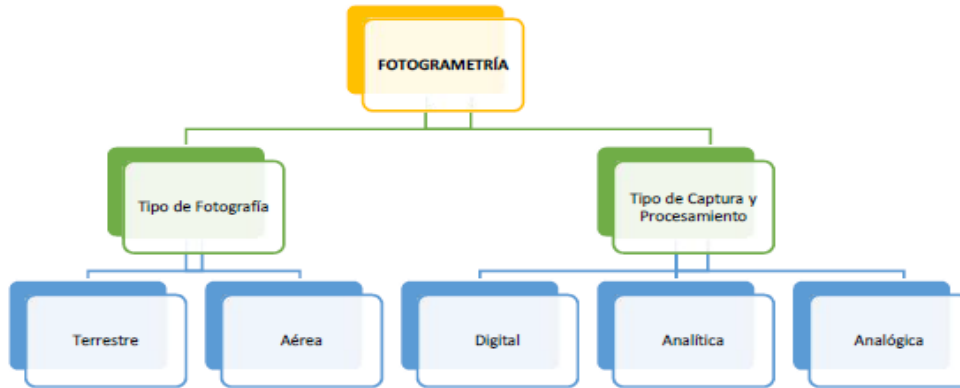 FOTOGRAMETRÍA
Tipo de Fotografía
Tipo de Captura y
Procesamiento
Terrestre
Aérea
Digital
Analítica
Analógica